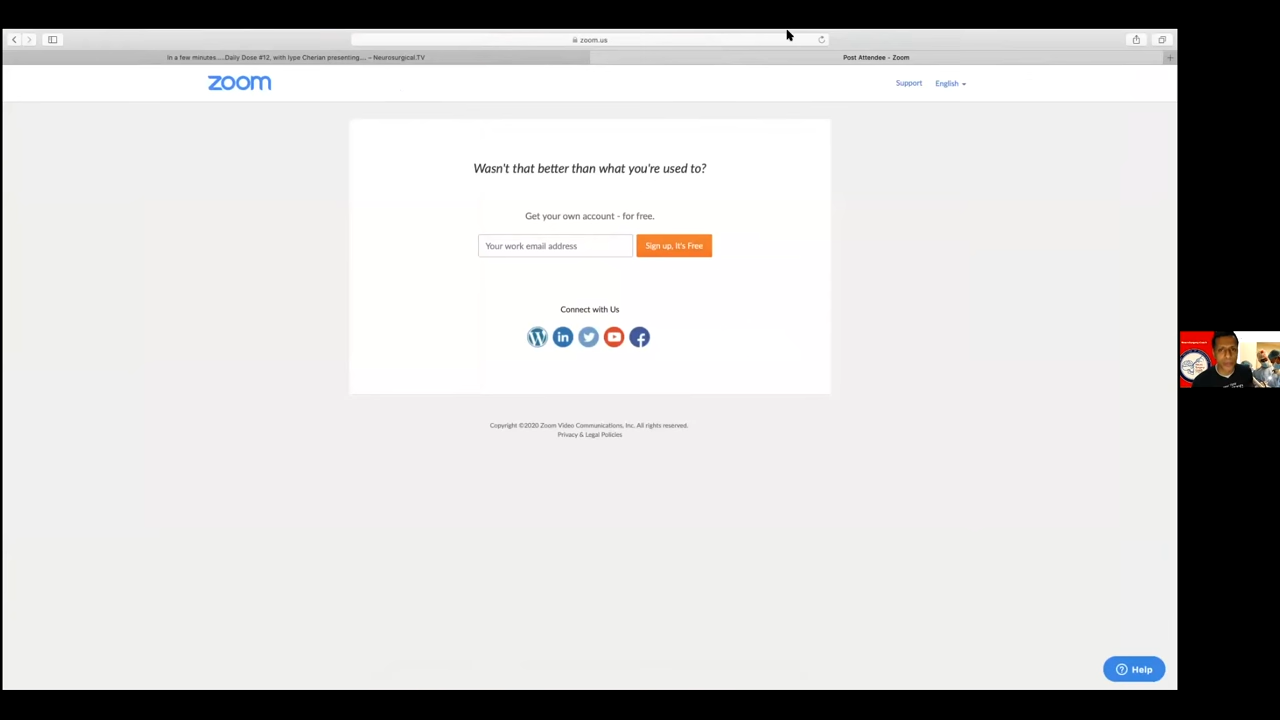 zoom.us
In a few minutes.....Daily Dose #12, with Iype Cherian presenting.... – Neurosurgical.TV
Post Attendee - Zoom
zoom
Support
English
Wasn't that better than what you're used to?
Get your own account - for free.
Your work email address
Sign up, It's Free
Connect with Us
in
Copyright ©2020 Zoom Video Communications, Inc. All rights reserved.
Privacy & Legal Policies
Help